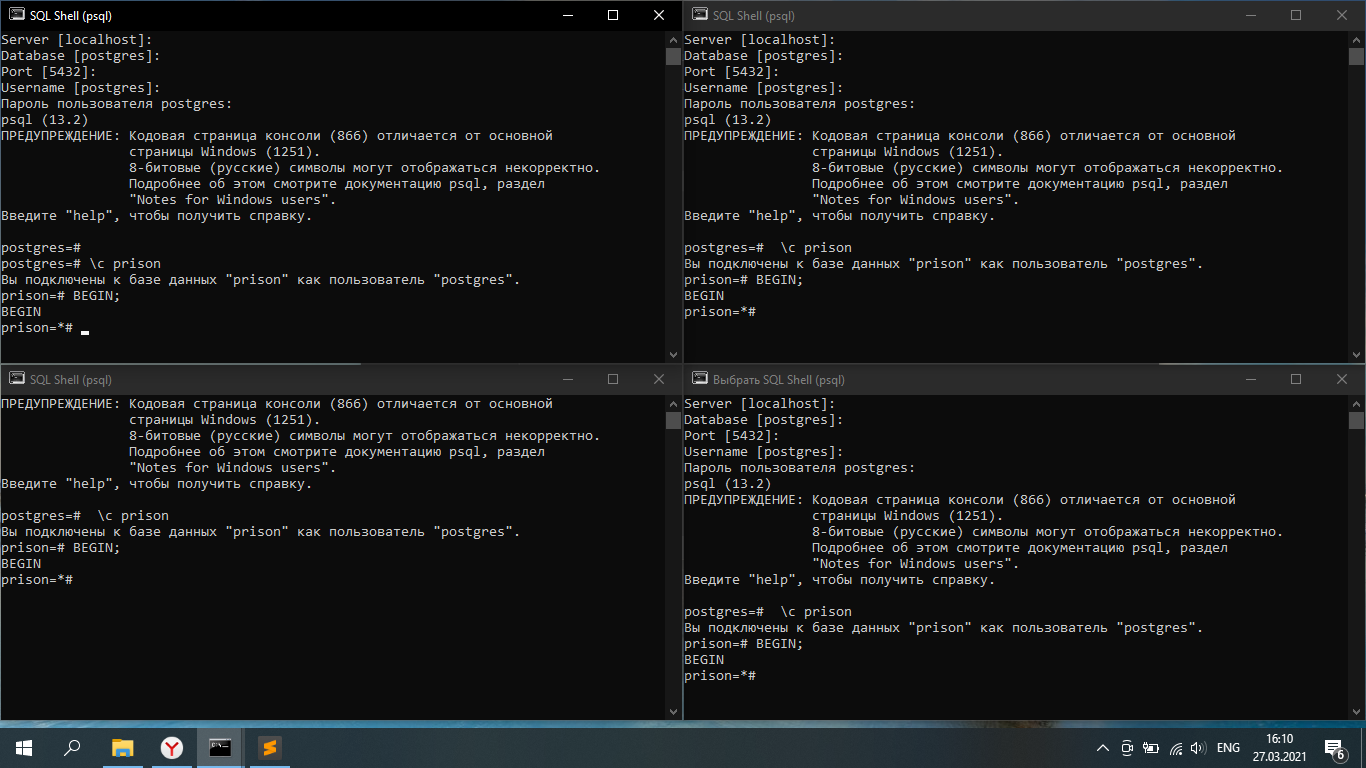 SQL Shell (psql)
Server [localhost]:
Database [postgres]:
Port [5432]:
Username [postgres]:
Пароль пользователя postgres:
psql (13.2)
ПРЕДУПРЕЖДЕНИЕ: Кодовая страница консоли (866) отличается от основной
страницы Windows (1251).
8-битовые (русские) символы могут отображаться некорректно.
Подробнее об этом смотрите документацию psql, раздел
"Notes for Windows users".
Введите "help", чтобы получить справку.
postgres=#
postgres=# \c prison
Вы подключены к базе данных "prison" как пользователь "postgres".
prison=# BEGIN;
BEGIN
prison=*#
SQL Shell (psql)
Server [localhost]:
Database [postgres]:
Port [5432]:
Username [postgres]:
Пароль пользователя postgres:
psql (13.2)
ПРЕДУПРЕЖДЕНИЕ: Кодовая страница консоли (866) отличается от основной
страницы Windows (1251).
8-битовые (русские) символы могут отображаться некорректно.
Подробнее об этом смотрите документацию psql, раздел
"Notes for Windows users".
Введите "help", чтобы получить справку.
postgres=#  \c prison
Вы подключены к базе данных "prison" как пользователь "postgres".
prison=# BEGIN;
BEGIN
prison=*#
SQL Shell (psql)
ПРЕДУПРЕЖДЕНИЕ: Кодовая страница консоли (866) отличается от основной
страницы Windows (1251).
8-битовые (русские) символы могут отображаться некорректно.
Подробнее об этом смотрите документацию psql, раздел
"Notes for Windows users".
Введите "help", чтобы получить справку.
postgres=#  \c prison
Вы подключены к базе данных "prison" как пользователь "postgres".
prison=# BEGIN;
BEGIN
prison=*#
Выбрать SQL Shell (psql)
Server [localhost]:
Database [postgres]:
Port [5432]:
Username [postgres]:
Пароль пользователя postgres:
psql (13.2)
ПРЕДУПРЕЖДЕНИЕ: Кодовая страница консоли (866) отличается от основной
страницы Windows (1251).
8-битовые (русские) символы могут отображаться некорректно.
Подробнее об этом смотрите документацию psql, раздел
"Notes for Windows users".
Введите "help", чтобы получить справку.
postgres=#  \c prison
Вы подключены к базе данных "prison" как пользователь "postgres".
prison=# BEGIN;
BEGIN
prison=*#
ENG
16:10
27.03.2021
6